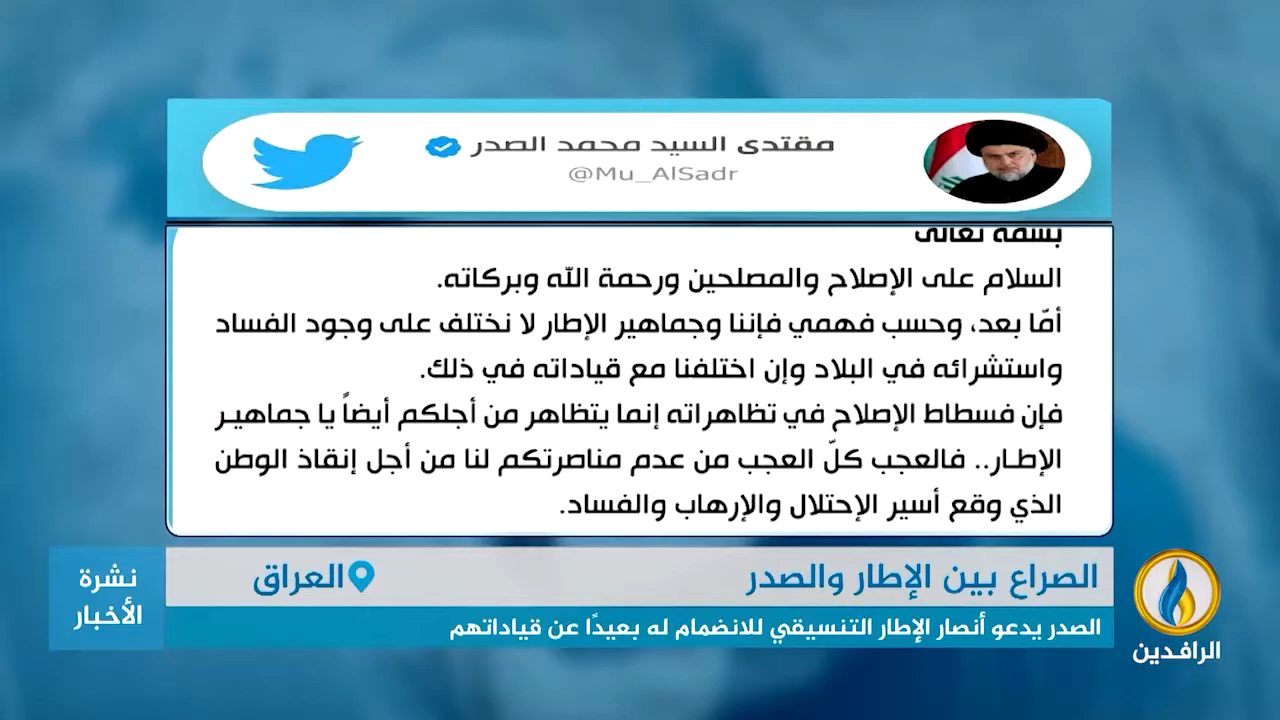 مقتدى السيد محمد الصدر
@Mu_AlSadr
بسمه تعالى
السلام على الإصلاح والمصلحين ورحمة الله وبركاته.
أمّا بعد، وحسب فهمي فإننا وجماهير الإطار لا نختلف على وجود الفساد
واستشرائه في البلاد وإن اختلفنا مع قياداته في ذلك.
فإن فسطاط الإصلاح في تظاهراته إنما يتظاهر من أجلكم أيضاً يا جماهيـر
الإطـار.. فالعجب كلّ العجب من عدم مناصرتكم لنا من أجل إنقاذ الوطن
الذي وقع أسير الإحتلال والإرهاب والفساد.
الصراع بين الإطار والصدر
العراق
نشرة
الأخبار
الصدر يدعو أنصار الإطار التنسيقي للانضمام له بعيدًا عن قياداتهم
الرافدين